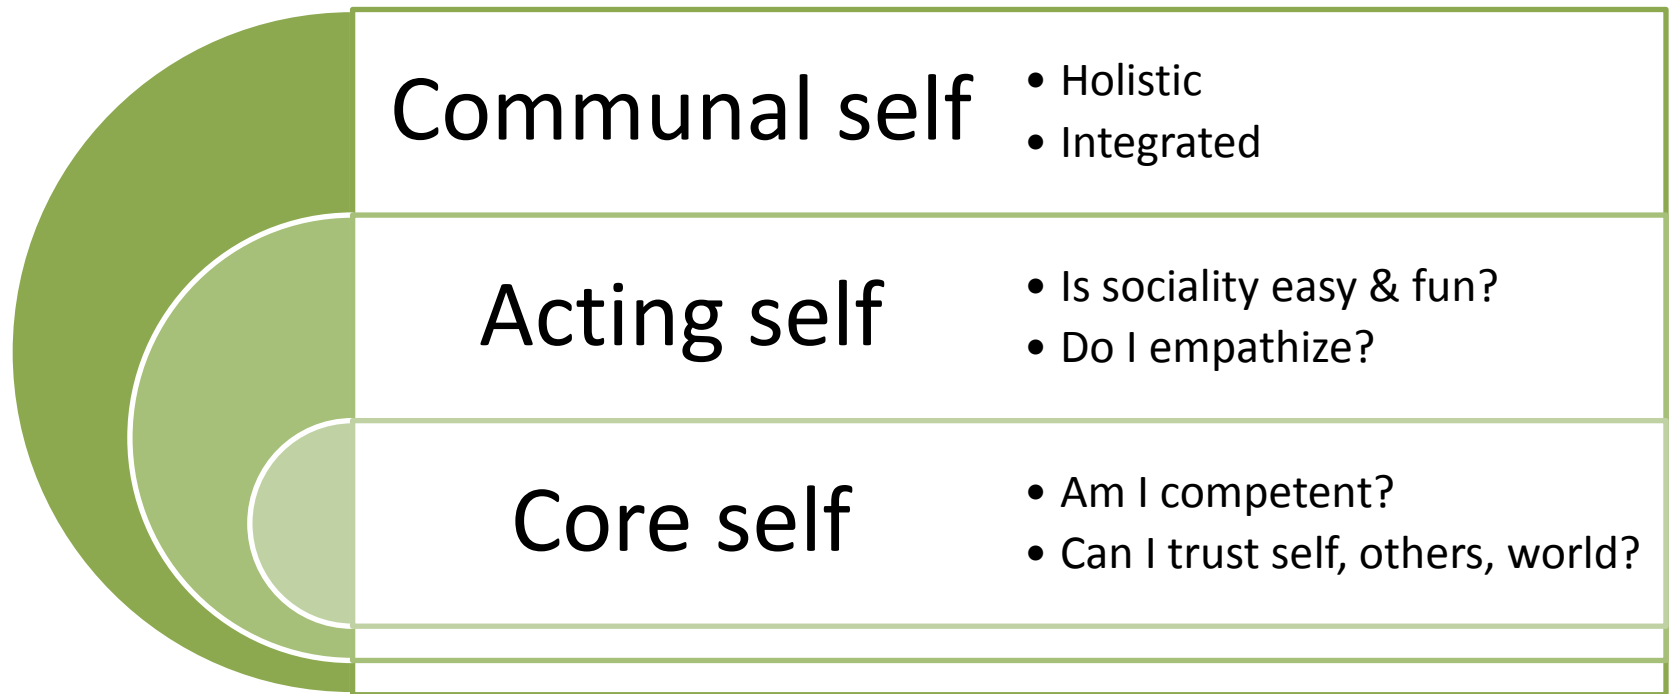 Communal self
• Holistic
• Integrated
Acting self
• Is sociality easy & fun?
• Do I empathize?
Core self
• Am I competent?
• Can I trust self, others, world?